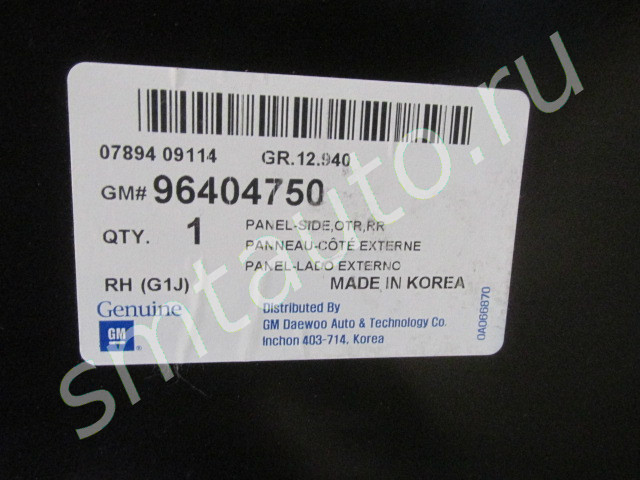 07894 09114 GR.12.940
GM# 96404750
QTY. 1 PANEL-SIDE,OTR,RR
PANNEAU-CÔTÉ EXTERNE
PANEL-LADO EXTERNO
RH (G1J) MADE IN KOREA
Genuine
GM
Distributed By
GM Daewoo Auto & Technology Co.
Inchon 403-714, Korea
0A066870
smtauto.ru